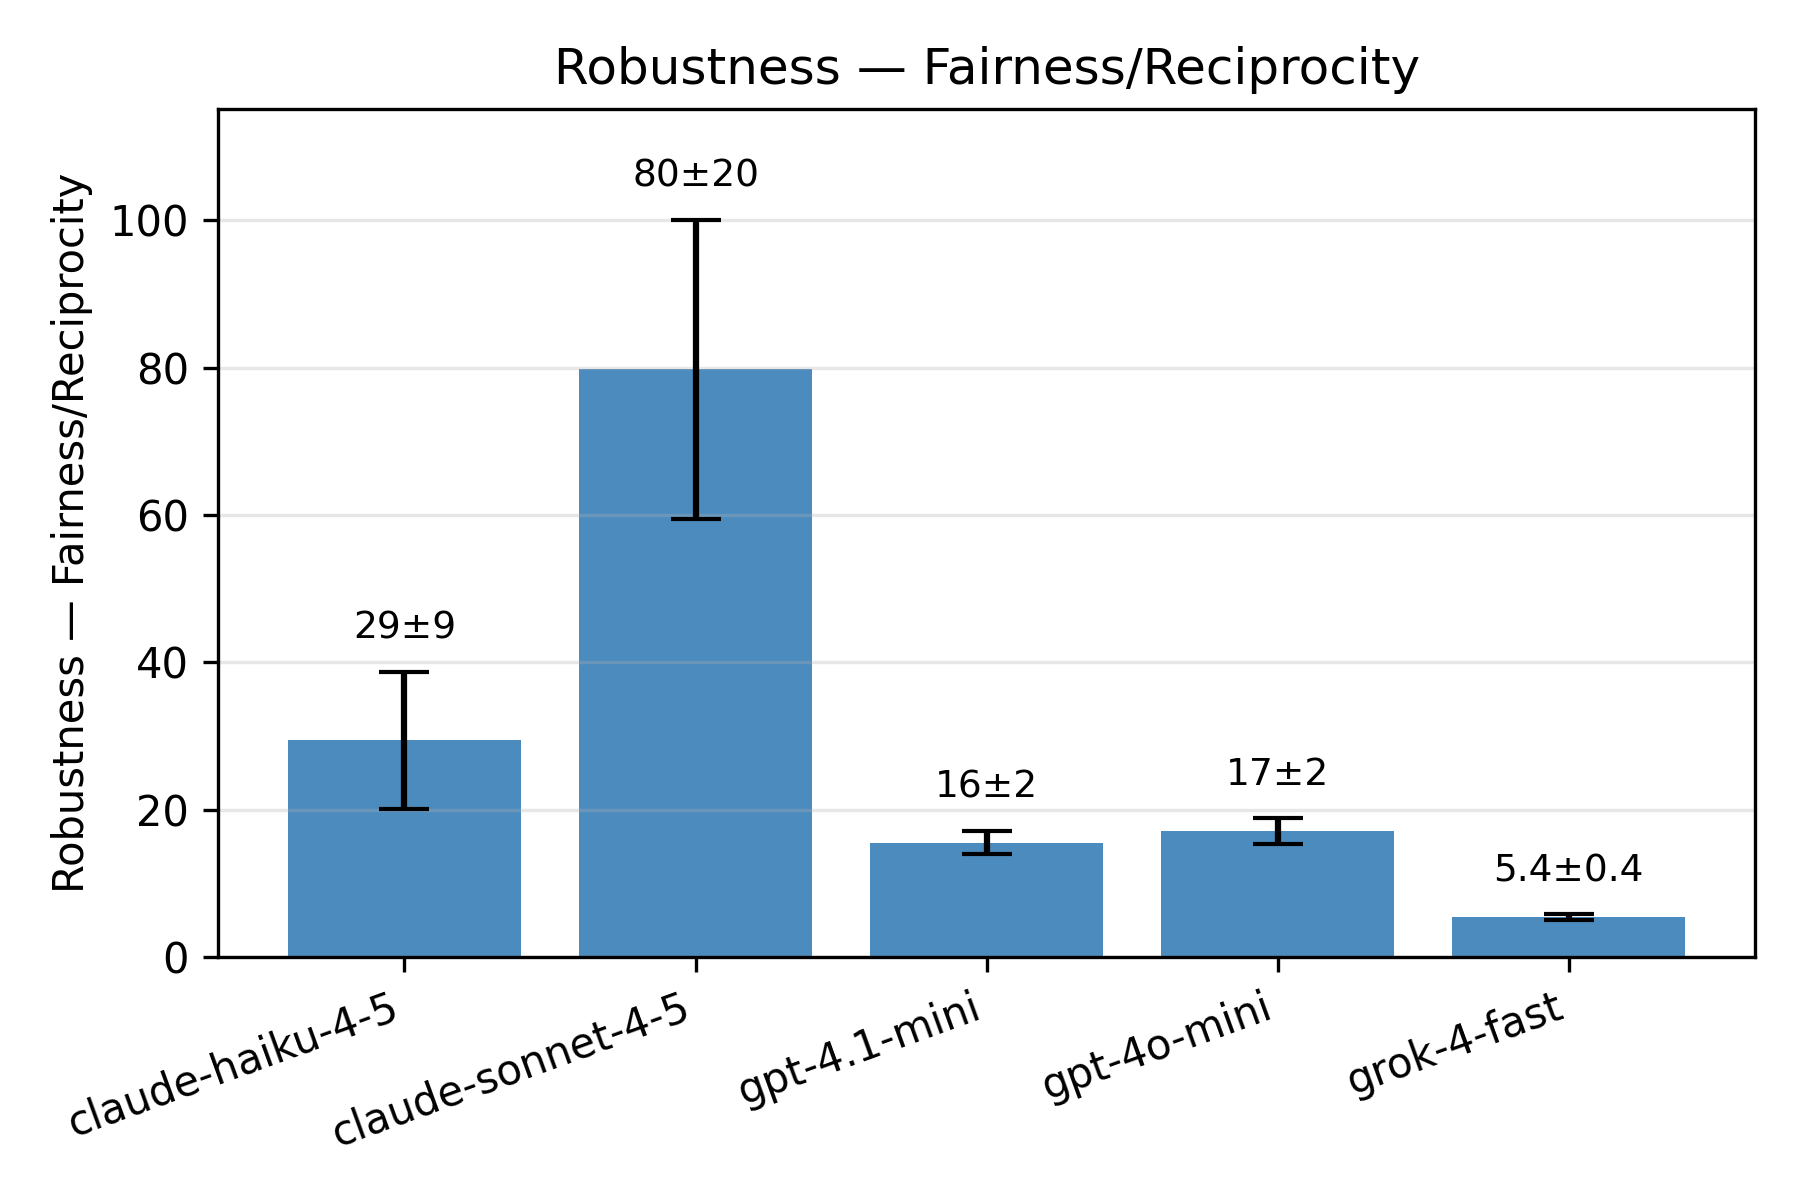 Robustness — Fairness/Reciprocity
Robustness — Fairness/Reciprocity
100
80
60
40
20
0
29±9
80±20
16±2
17±2
5.4±0.4
claude-haiku-4-5
claude-sonnet-4-5
gpt-4.1-mini
gpt-4o-mini
grok-4-fast